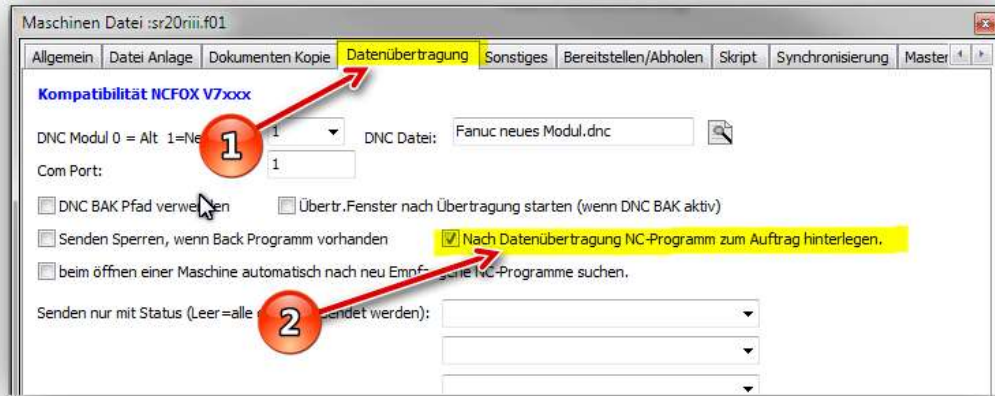 Maschinen Datei :sr20riii.f01
Allgemein Datei Anlage Dokumenten Kopie Datenübertragung Sonstiges Bereitstellen/Abholen Skript Synchronisierung Master
Kompatibilität NCFOX V7xxx
DNC Modul 0 = Alt 1=Ne 1 DNC Datei: Fanuc neues Modul.dnc
1
Com Port: 1
DNC BAK Pfad verwenden Übertr.Fenster nach Übertragung starten (wenn DNC BAK aktiv)
Senden Sperren, wenn Back Programm vorhanden Nach Datenübertragung NC-Programm zum Auftrag hinterlegen.
beim öffnen einer Maschine automatisch nach neu Empfangene NC-Programme suchen.
Senden nur mit Status (Leer=alle werden):
2